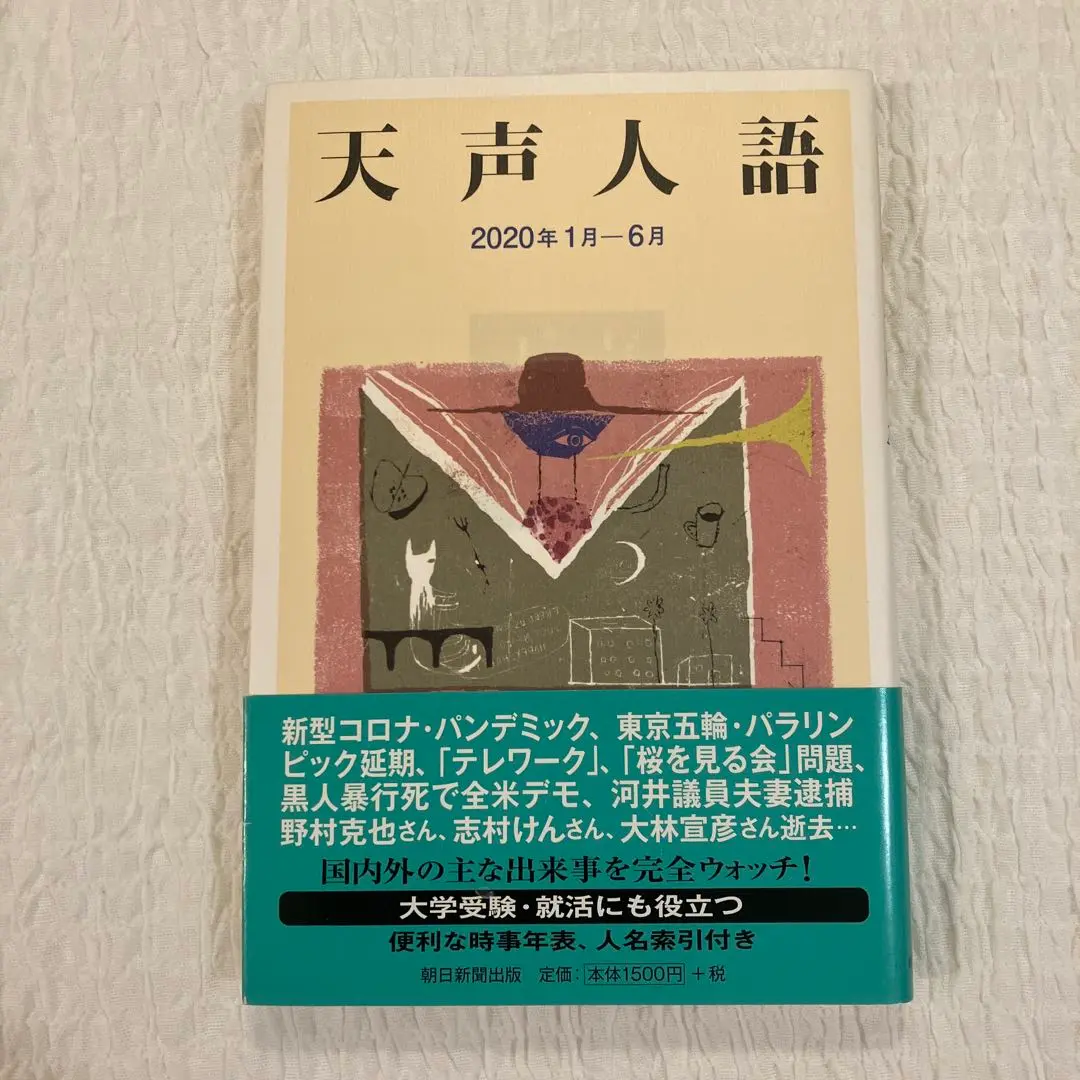 天声人語
2020年1月―6月
新型コロナ・パンデミック、東京五輪・パラリン
ピック延期、「テレワーク」、「桜を見る会」問題、
黒人暴行死で全米デモ、河井議員夫妻逮捕
野村克也さん、志村けんさん、大林宣彦さん逝去…
国内外の主な出来事を完全ウォッチ!
大学受験・就活にも役立つ
便利な時事年表、人名索引付き
朝日新聞出版 定価:本体1500円+税